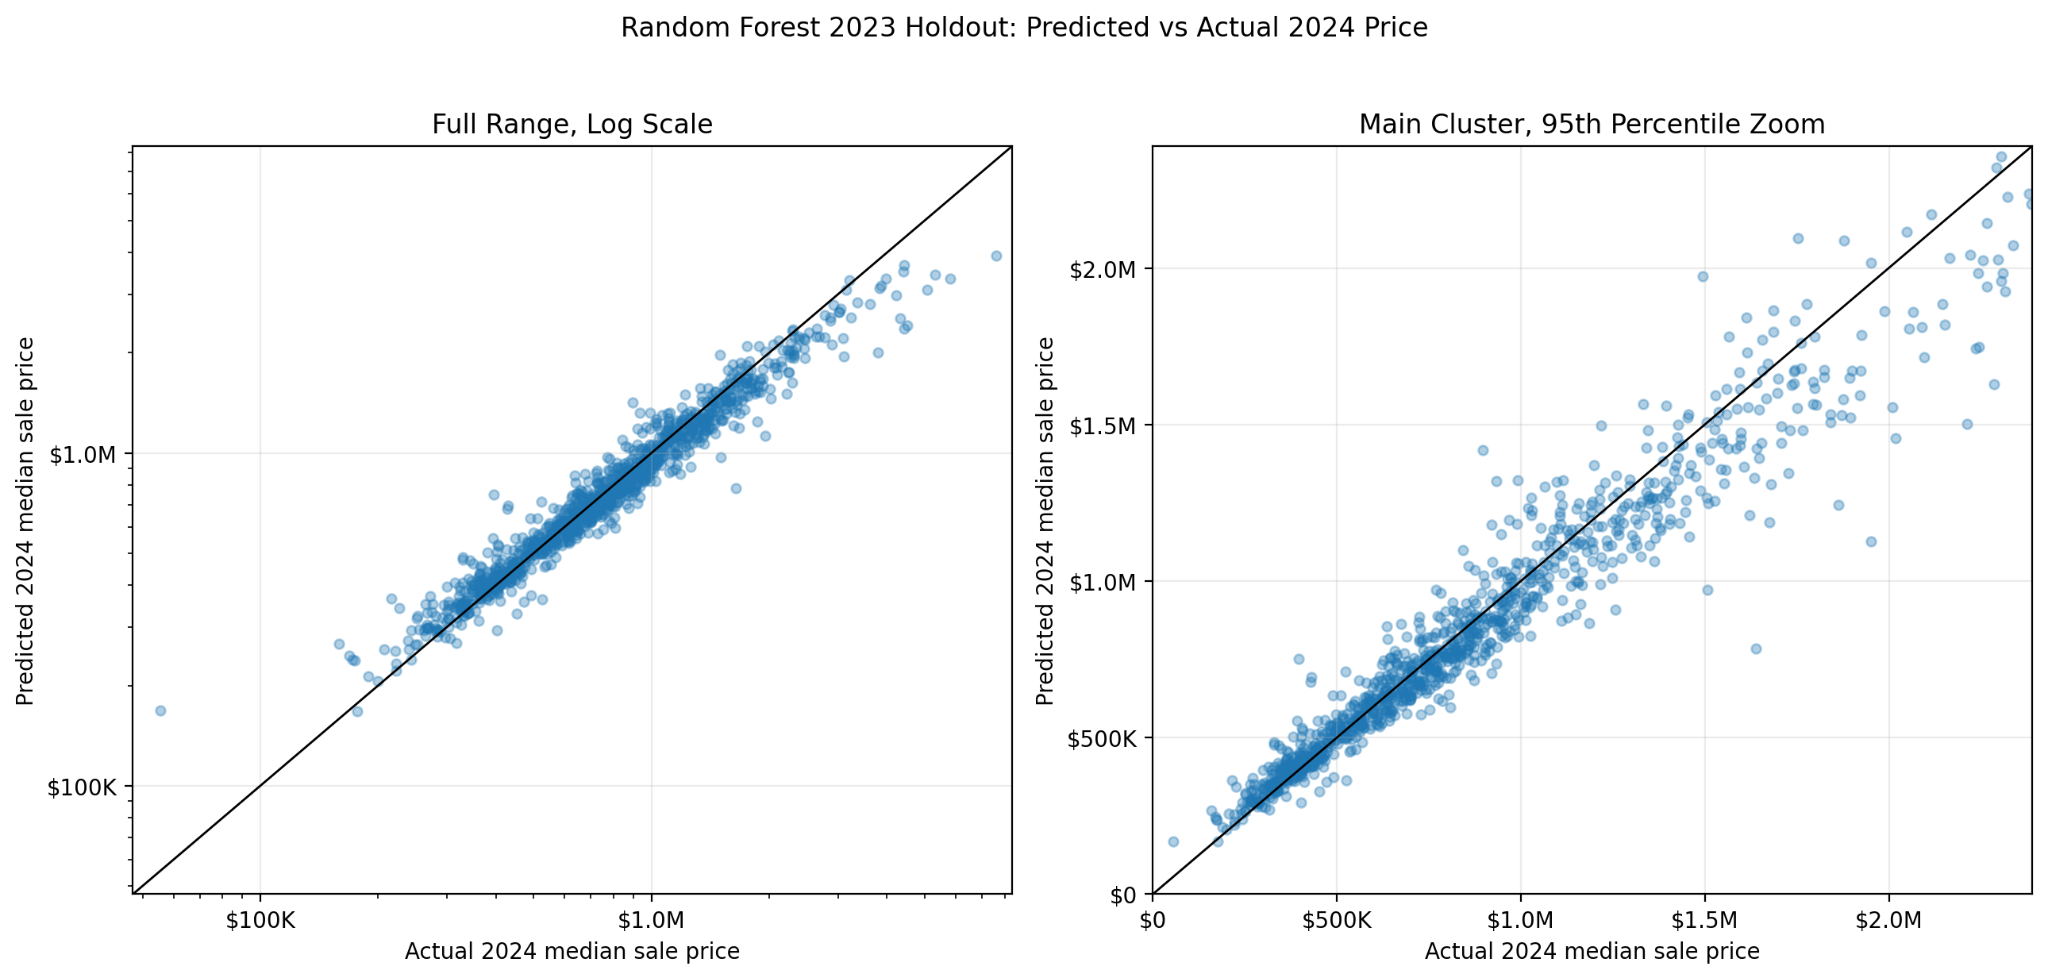 Random Forest 2023 Holdout: Predicted vs Actual 2024 Price
Full Range, Log Scale
Predicted 2024 median sale price
$1.0M
$100K
$100K
$1.0M
Actual 2024 median sale price
Main Cluster, 95th Percentile Zoom
Predicted 2024 median sale price
$2.0M
$1.5M
$1.0M
$500K
$0
$0
$500K
$1.0M
$1.5M
$2.0M
Actual 2024 median sale price